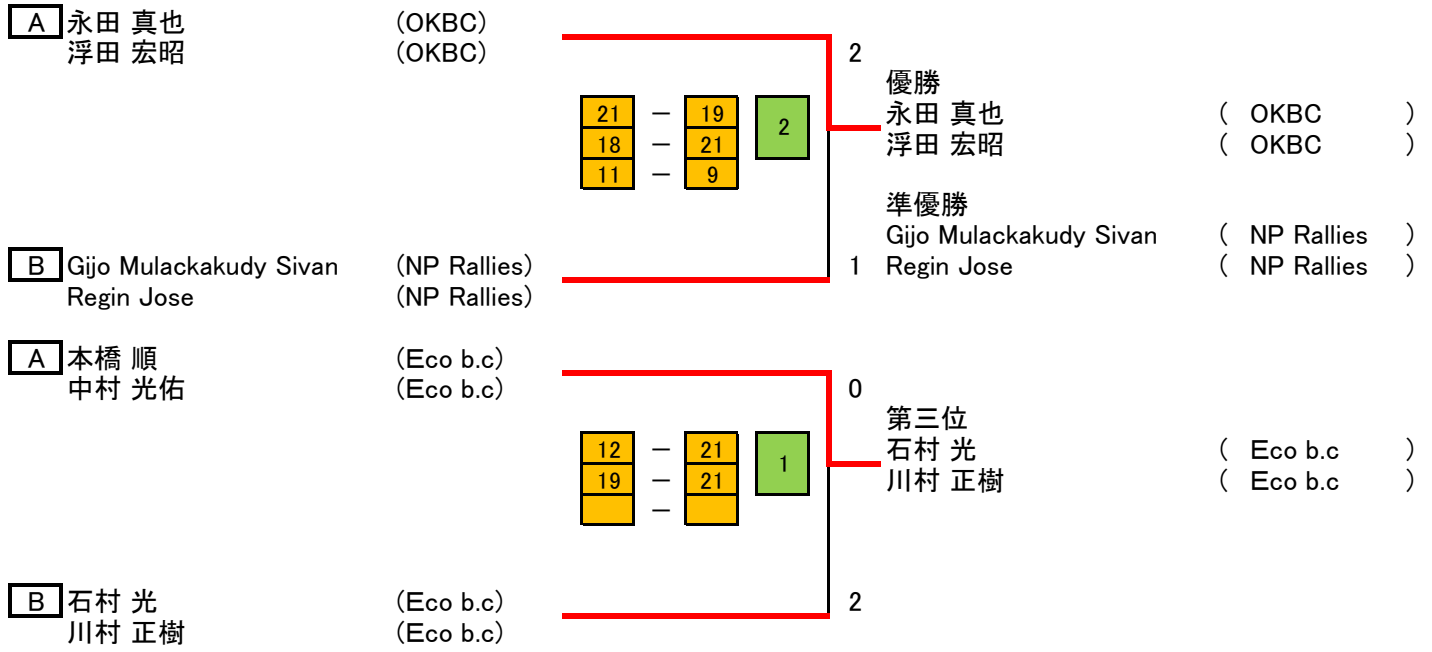 A 永田 真也 (OKBC)
浮田 宏昭 (OKBC)
2
優勝
21 － 19 2 永田 真也 ( OKBC )
18 － 21 浮田 宏昭 ( OKBC )
11 － 9
準優勝
Gijo Mulackakudy Sivan ( NP Rallies )
B Gijo Mulackakudy Sivan (NP Rallies) 1 Regin Jose ( NP Rallies )
Regin Jose (NP Rallies)
A 本橋 順 (Eco b.c)
中村 光佑 (Eco b.c) 0
第三位
12 － 21 1 石村 光 ( Eco b.c )
19 － 21 川村 正樹 ( Eco b.c )
－
B 石村 光 (Eco b.c) 2
川村 正樹 (Eco b.c)